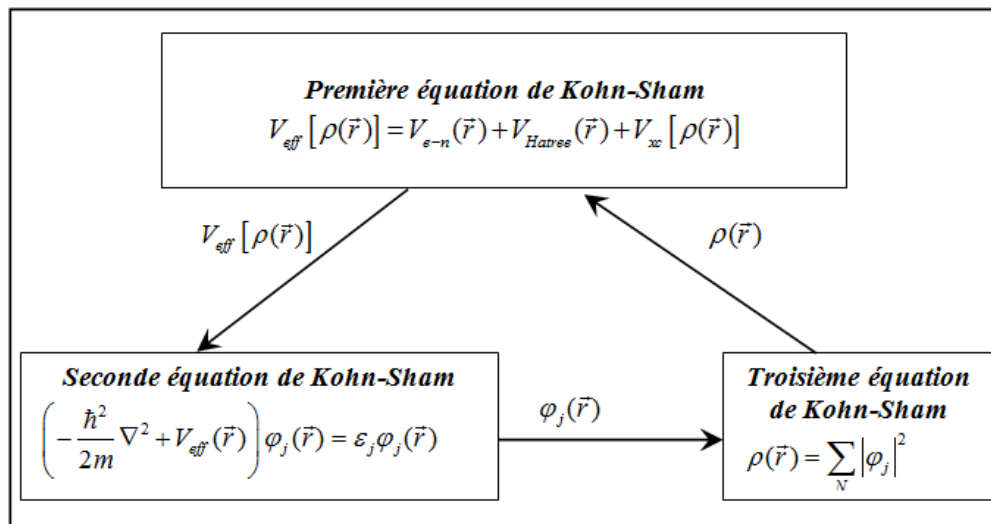 Première équation de Kohn-Sham
V_eff [ρ(r⃗)] = V_e-n(r⃗) + V_Hatree(r⃗) + V_xc [ρ(r⃗)]
V_eff [ρ(r⃗)]
ρ(r⃗)
Seconde équation de Kohn-Sham
(-ℏ²/2m ∇² + V_eff(r⃗)) φ_j(r⃗) = ε_j φ_j(r⃗)
φ_j(r⃗)
Troisième équation
de Kohn-Sham
ρ(r⃗) = ∑_N |φ_j|²